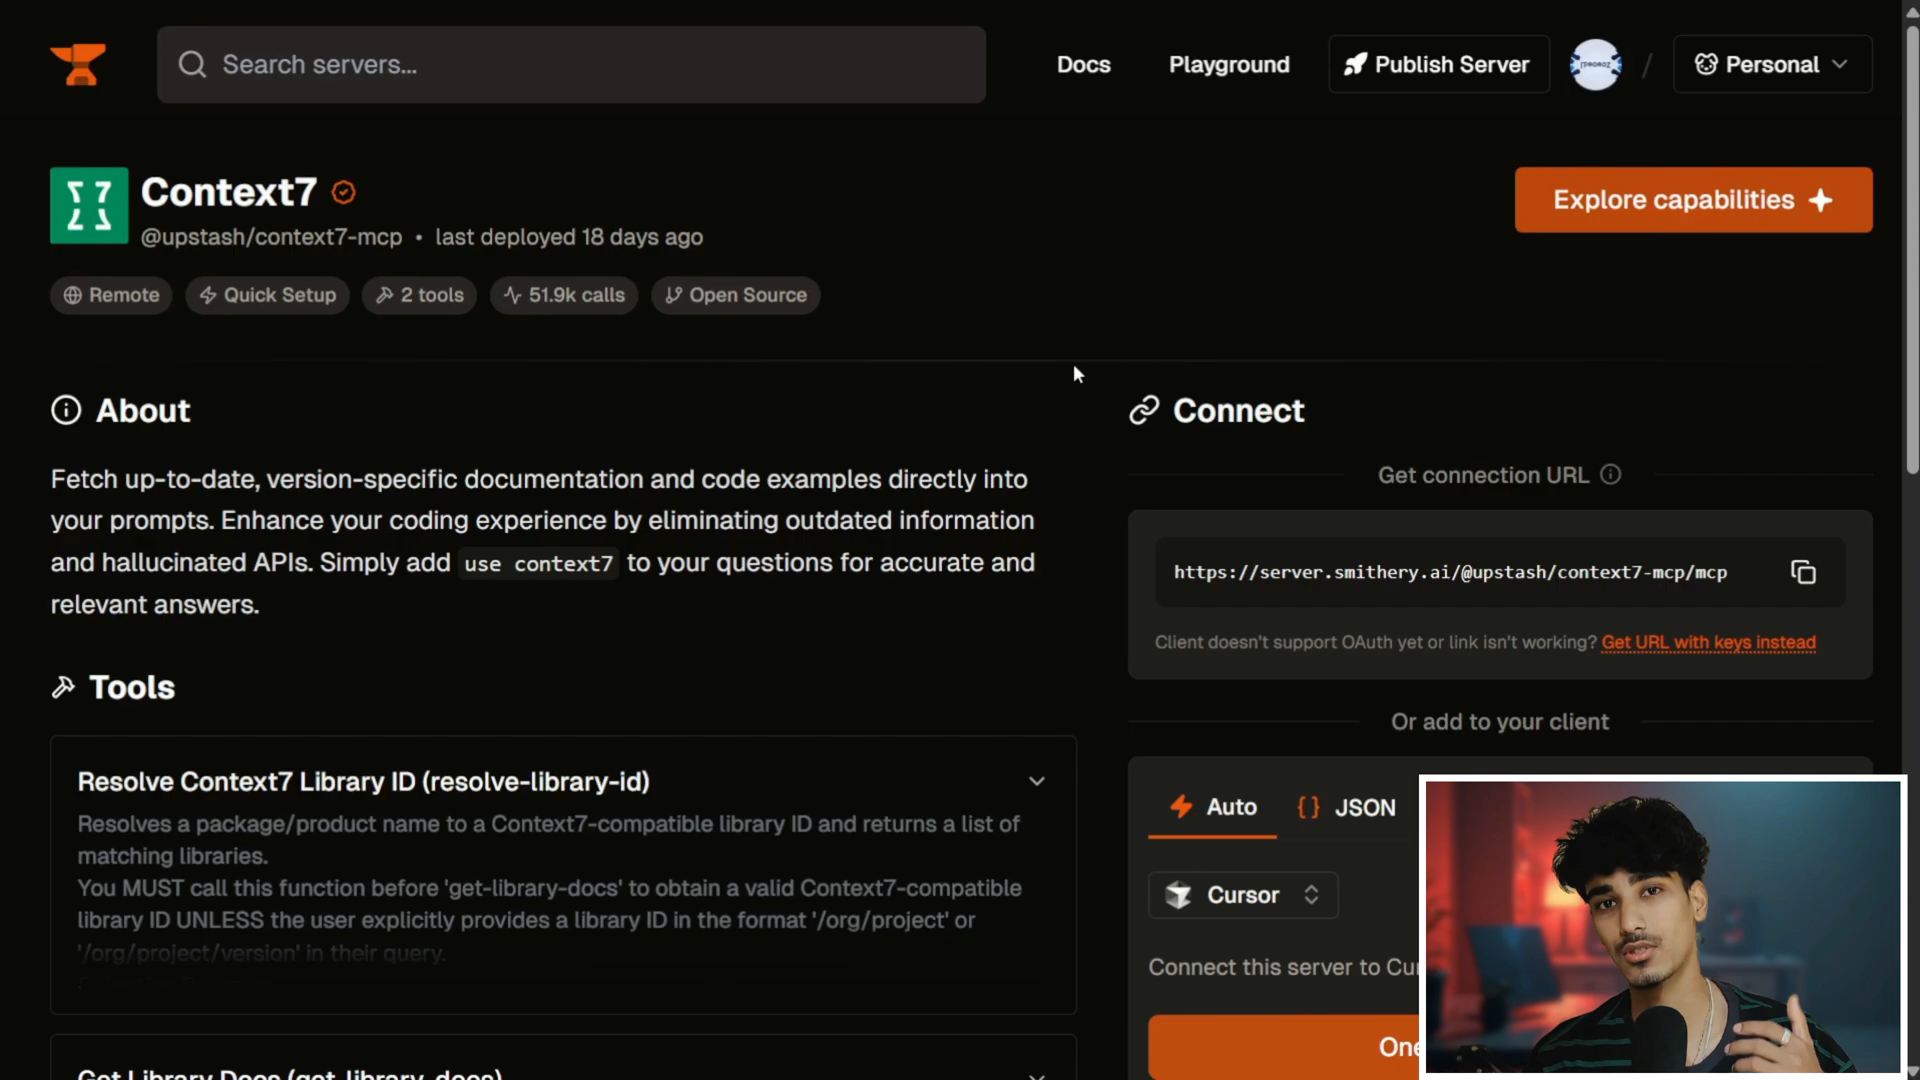 Search servers...
Docs
Playground
Publish Server
Personal
Context7
@upstash/context7-mcp • last deployed 18 days ago
Explore capabilities
Remote
Quick Setup
2 tools
51.9k calls
Open Source
About
Fetch up-to-date, version-specific documentation and code examples directly into
your prompts. Enhance your coding experience by eliminating outdated information
and hallucinated APIs. Simply add use context7 to your questions for accurate and
relevant answers.
Tools
Resolve Context7 Library ID (resolve-library-id)
Resolves a package/product name to a Context7-compatible library ID and returns a list of
matching libraries.
You MUST call this function before 'get-library-docs' to obtain a valid Context7-compatible
library ID UNLESS the user explicitly provides a library ID in the format '/org/project' or
'/org/project/version' in their query.
Get Library Docs (get-library-docs)
Connect
Get connection URL
https://server.smithery.ai/@upstash/context7-mcp/mcp
Client doesn't support OAuth yet or link isn't working? Get URL with keys instead
Or add to your client
Auto
{} JSON
Cursor
Connect this server to